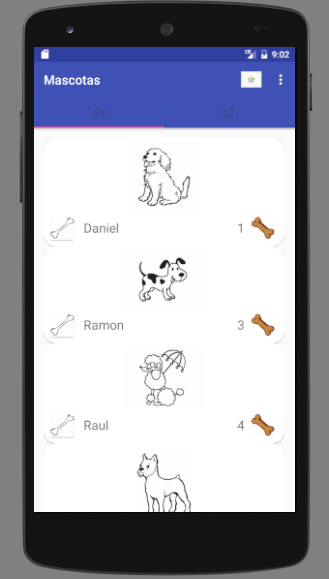 9:02
Mascotas
Daniel 1
Ramon 3
Raul 4